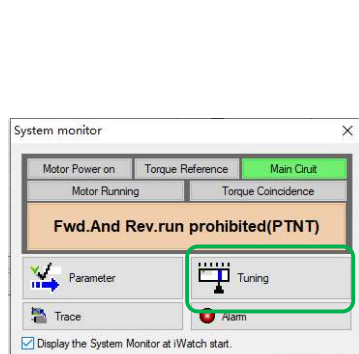 System monitor
Motor Power on Torque Reference Main Ciruit
Motor Running Torque Coincidence
Fwd.And Rev.run prohibited(PTNT)
Parameter Tuning
Trace Alarm
Display the System Monitor at iWatch start.